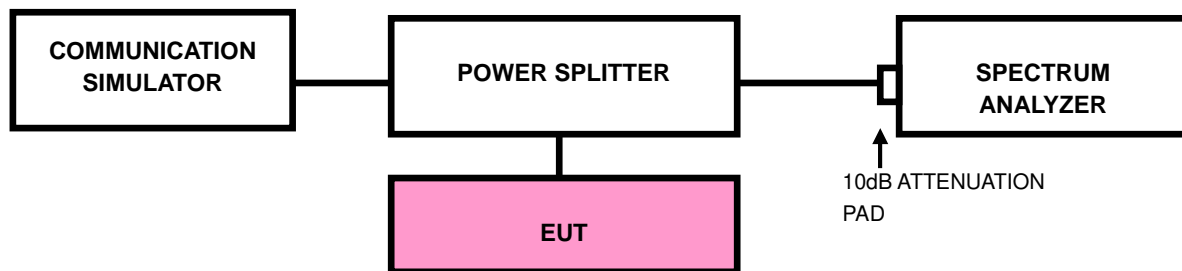 COMMUNICATION
SIMULATOR
POWER SPLITTER
SPECTRUM
ANALYZER
10dB ATTENUATION
PAD
EUT